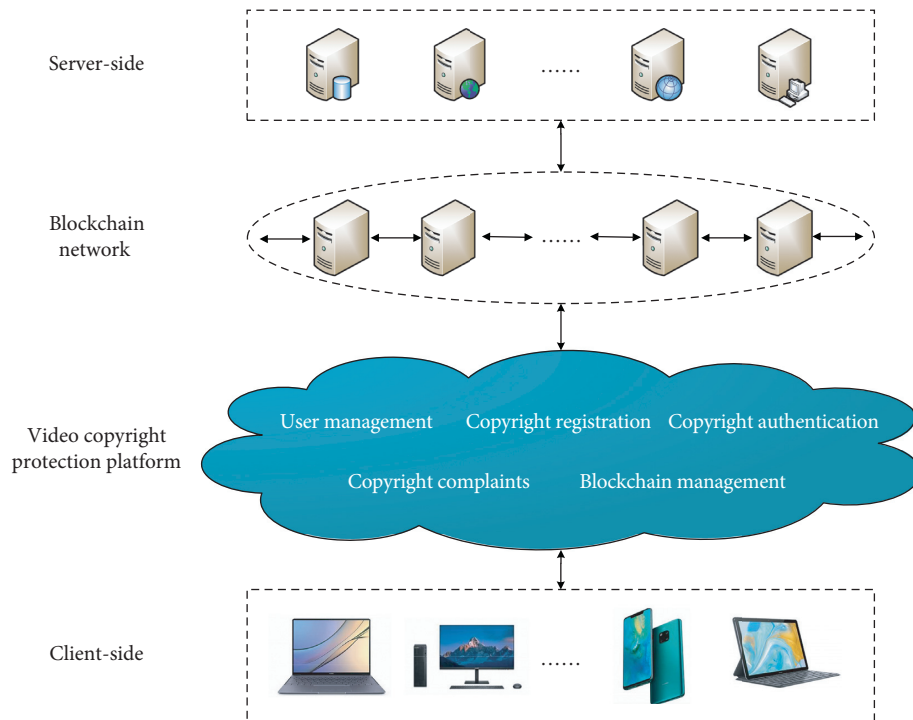 Server-side
......
Blockchain
network
......
Video copyright
protection platform
User management Copyright registration Copyright authentication
Copyright complaints Blockchain management
Client-side
......